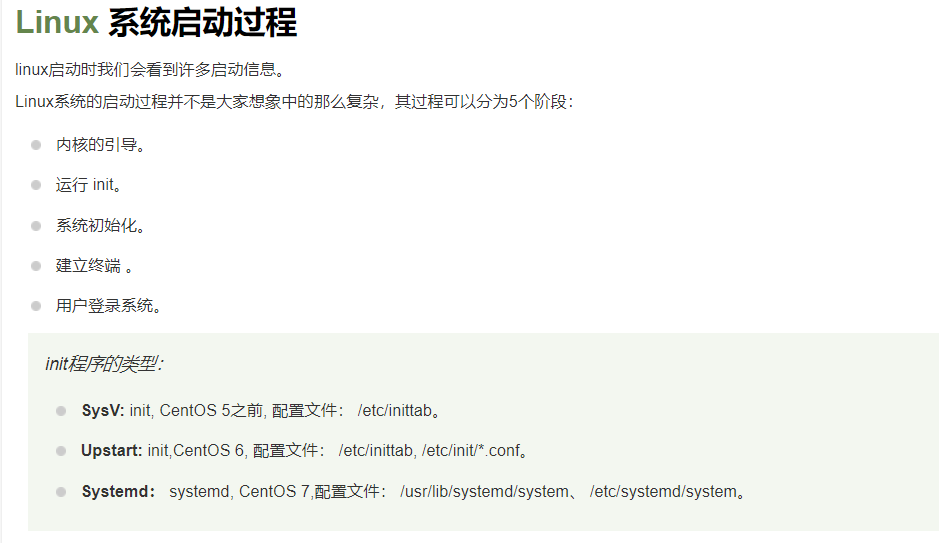 Linux 系统启动过程
linux启动时我们会看到许多启动信息。
Linux系统的启动过程并不是大家想象中的那么复杂，其过程可以分为5个阶段：
内核的引导。
运行 init。
系统初始化。
建立终端 。
用户登录系统。
init程序的类型：
SysV: init, CentOS 5之前, 配置文件： /etc/inittab。
Upstart: init,CentOS 6, 配置文件： /etc/inittab, /etc/init/*.conf。
Systemd： systemd, CentOS 7,配置文件： /usr/lib/systemd/system、 /etc/systemd/system。